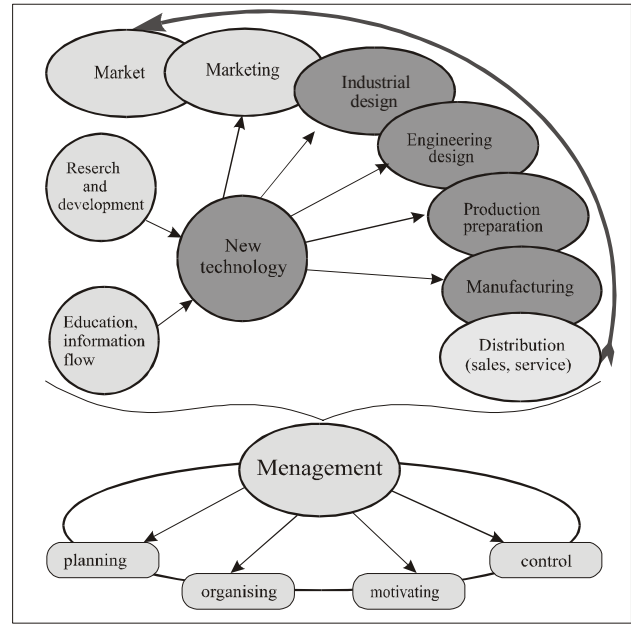 Market
Marketing
Industrial
design
Engineering
design
Reserch
and
development
Production
preparation
New
technology
Manufacturing
Education,
information
flow
Distribution
(sales, service)
Menagement
planning
organising
motivating
control